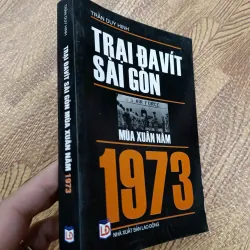 TRẦN DUY HINH
TRẠI ĐAVÍT
SÀI GÒN
MÙA XUÂN NĂM
1973
NHÀ XUẤT BẢN LAO ĐỘNG
TRẠI ĐAVÍT SÀI GÒN MÙA XUÂN NĂM 1973